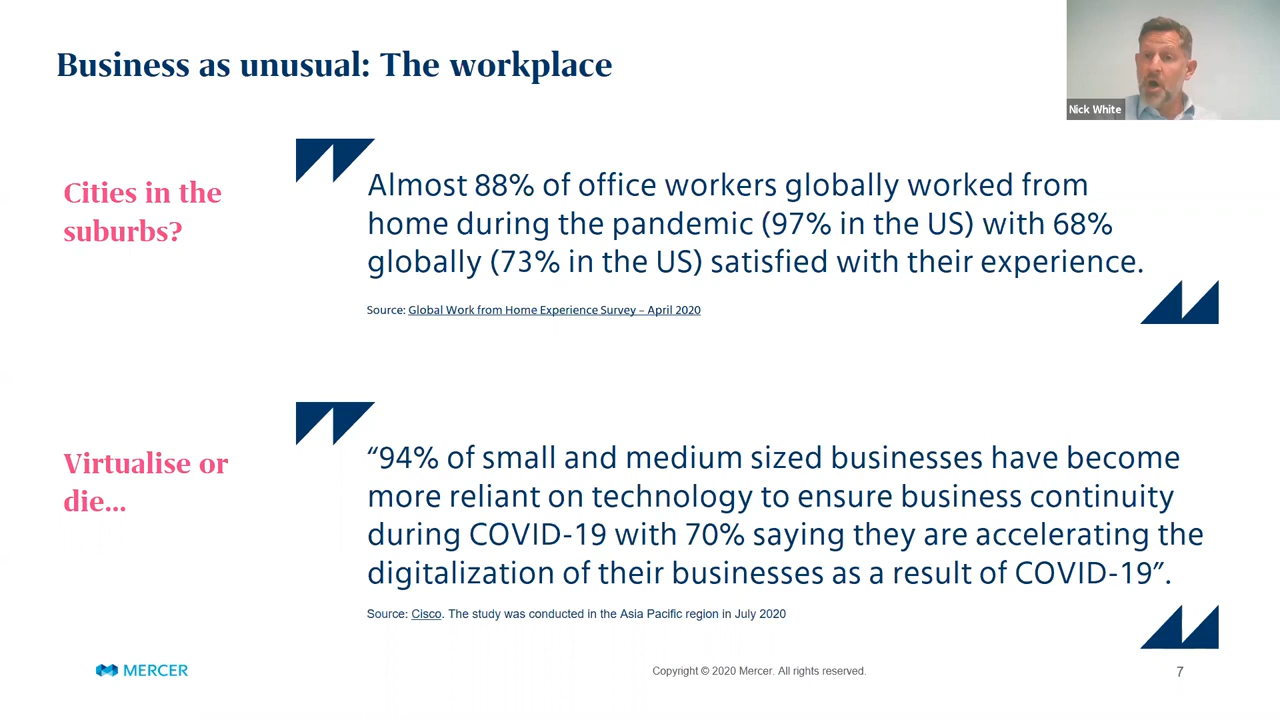 Business as unusual: The workplace
Nick White
Cities in the
suburbs?
Almost 88% of office workers globally worked from
home during the pandemic (97% in the US) with 68%
globally (73% in the US) satisfied with their experience.
Source: Global Work from Home Experience Survey – April 2020
Virtualise or
die...
“94% of small and medium sized businesses have become
more reliant on technology to ensure business continuity
during COVID-19 with 70% saying they are accelerating the
digitalization of their businesses as a result of COVID-19”.
Source: Cisco. The study was conducted in the Asia Pacific region in July 2020
MERCER
Copyright © 2020 Mercer. All rights reserved.
7